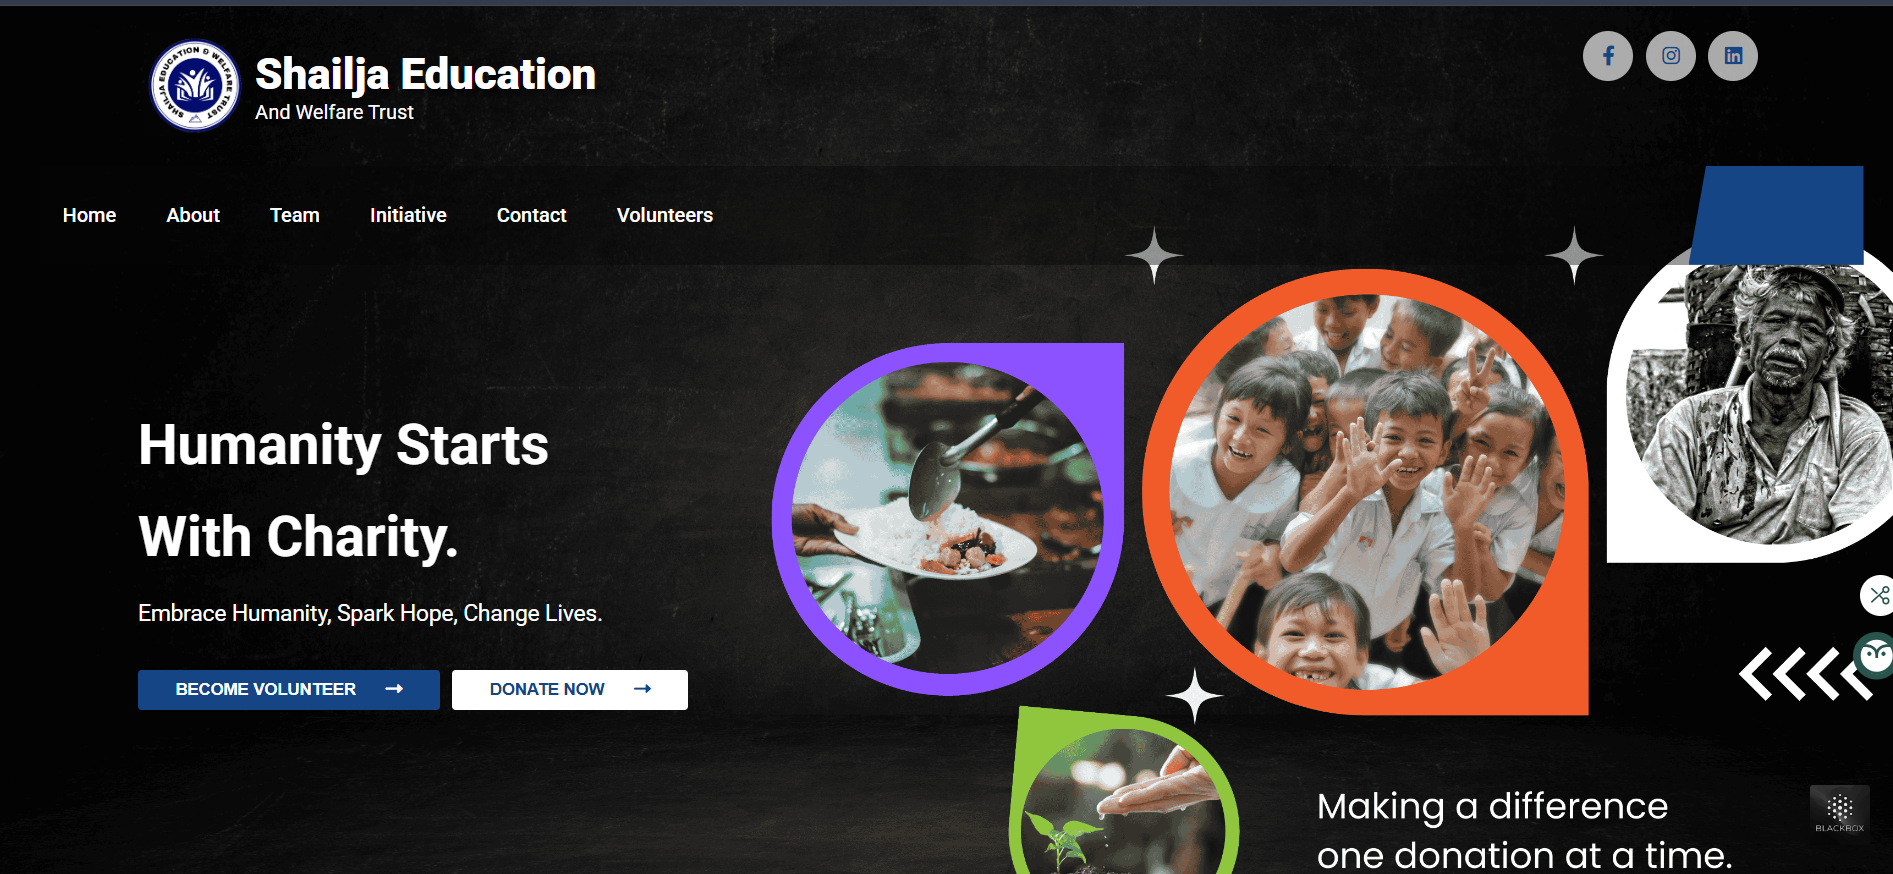 SHAILJA EDUCATION & WELFARE TRUST
Shailja Education
And Welfare Trust
Home About Team Initiative Contact Volunteers
Humanity Starts
With Charity.
Embrace Humanity, Spark Hope, Change Lives.
BECOME VOLUNTEER DONATE NOW
Making a difference
one donation at a time.
BLACKBOX